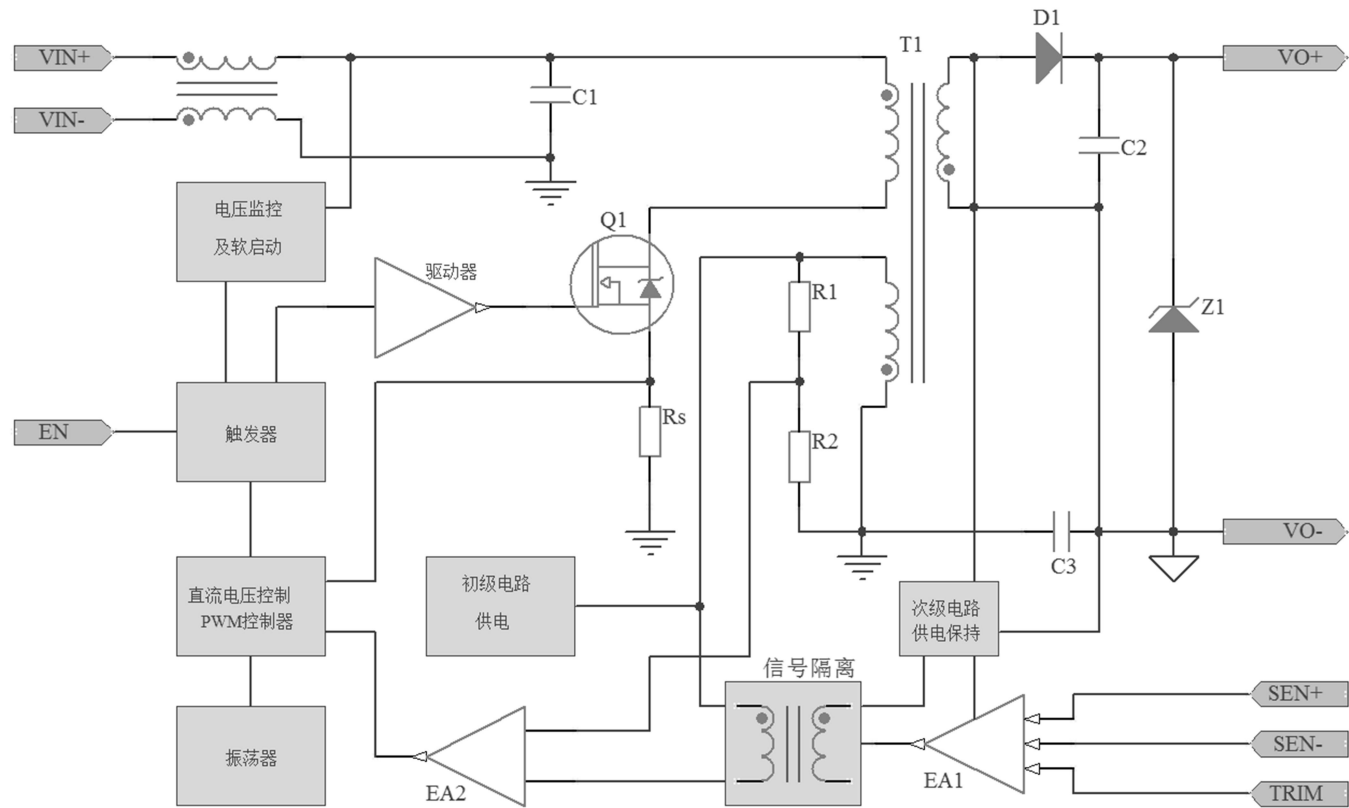 D1
VIN+
T1
VO+
C1
VIN-
C2
电压监控
及软启动
Q1
驱动器
R1
Z1
EN
触发器
Rs
R2
VO-
C3
直流电压控制
PWM控制器
初级电路
供电
次级电路
供电保持
信号隔离
SEN+
SEN-
振荡器
EA2
EA1
TRIM